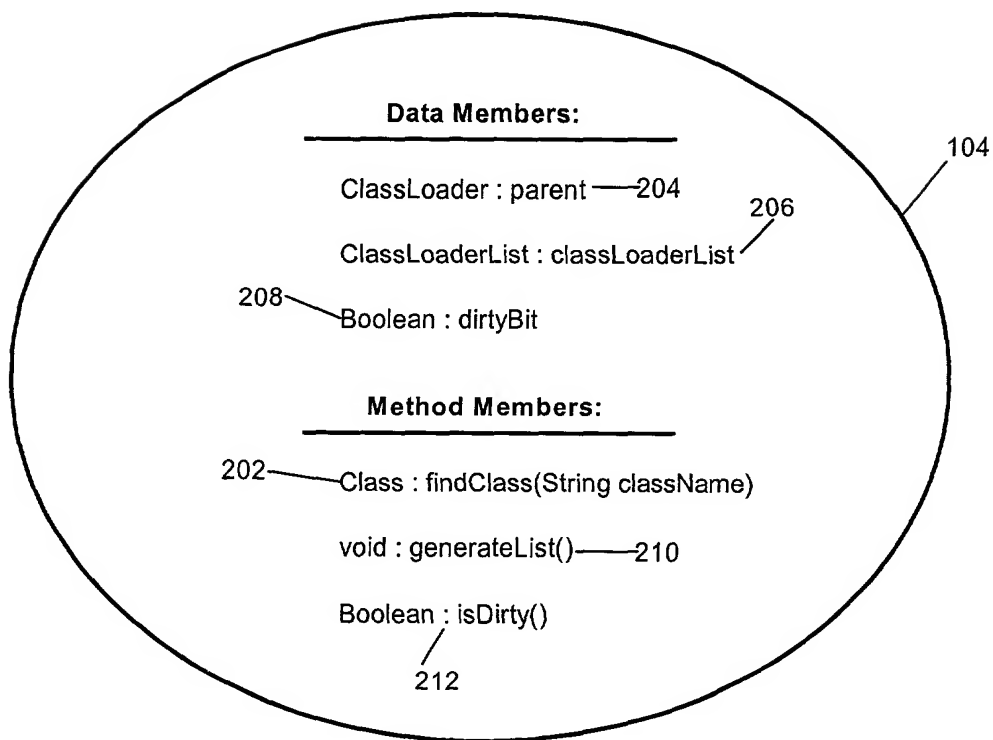 Data Members:
104
ClassLoader : parent 204
206
ClassLoaderList : classLoaderList
208
Boolean : dirtyBit
Method Members:
202
Class : findClass(String className)
void : generateList() 210
Boolean : isDirty()
212